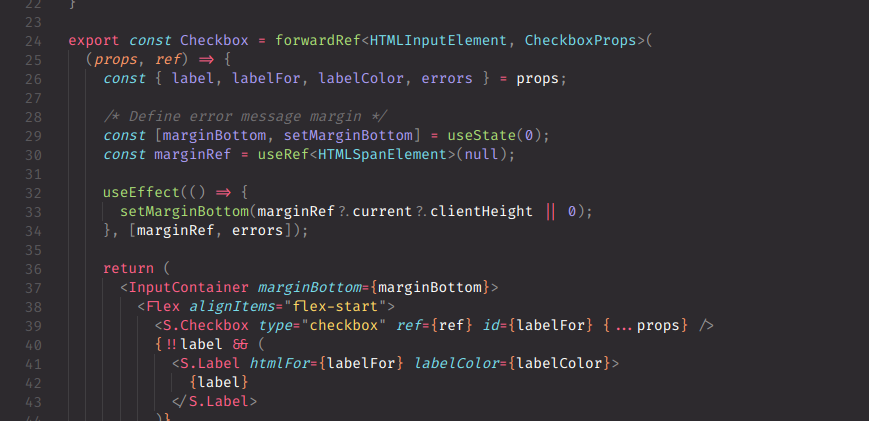 22 }
23
24 export const Checkbox = forwardRef<HTMLInputElement, CheckboxProps>(
25   (props, ref) => {
26     const { label, labelFor, labelColor, errors } = props;
27
28     /* Define error message margin */
29     const [marginBottom, setMarginBottom] = useState(0);
30     const marginRef = useRef<HTMLSpanElement>(null);
31
32     useEffect(() => {
33       setMarginBottom(marginRef?.current?.clientHeight || 0);
34     }, [marginRef, errors]);
35
36     return (
37       <InputContainer marginBottom={marginBottom}>
38         <Flex alignItems="flex-start">
39           <S.Checkbox type="checkbox" ref={ref} id={labelFor} {...props} />
40           {!!label && (
41             <S.Label htmlFor={labelFor} labelColor={labelColor}>
42               {label}
43             </S.Label>
44           )}